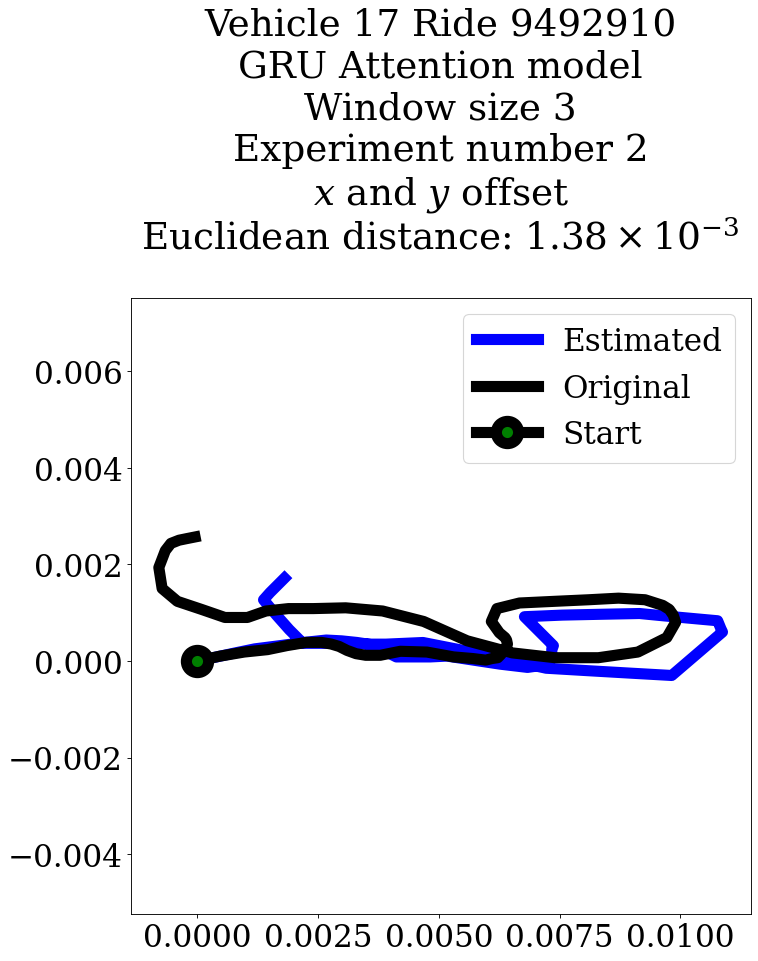 Vehicle 17 Ride 9492910
GRU Attention model
Window size 3
Experiment number 2
x and y offset
Euclidean distance: 1.38 × 10⁻³
Estimated
Original
Start
0.006
0.004
0.002
0.000
−0.002
−0.004
0.0000 0.0025 0.0050 0.0075 0.0100